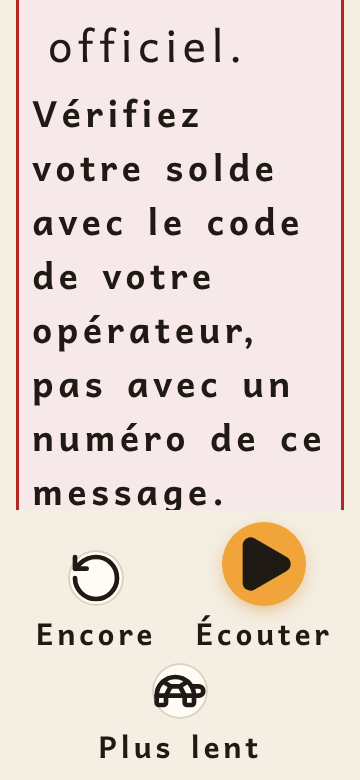 officiel.
Vérifiez
votre solde
avec le code
de votre
opérateur,
pas avec un
numéro de ce
message.
Encore
Écouter
Plus lent